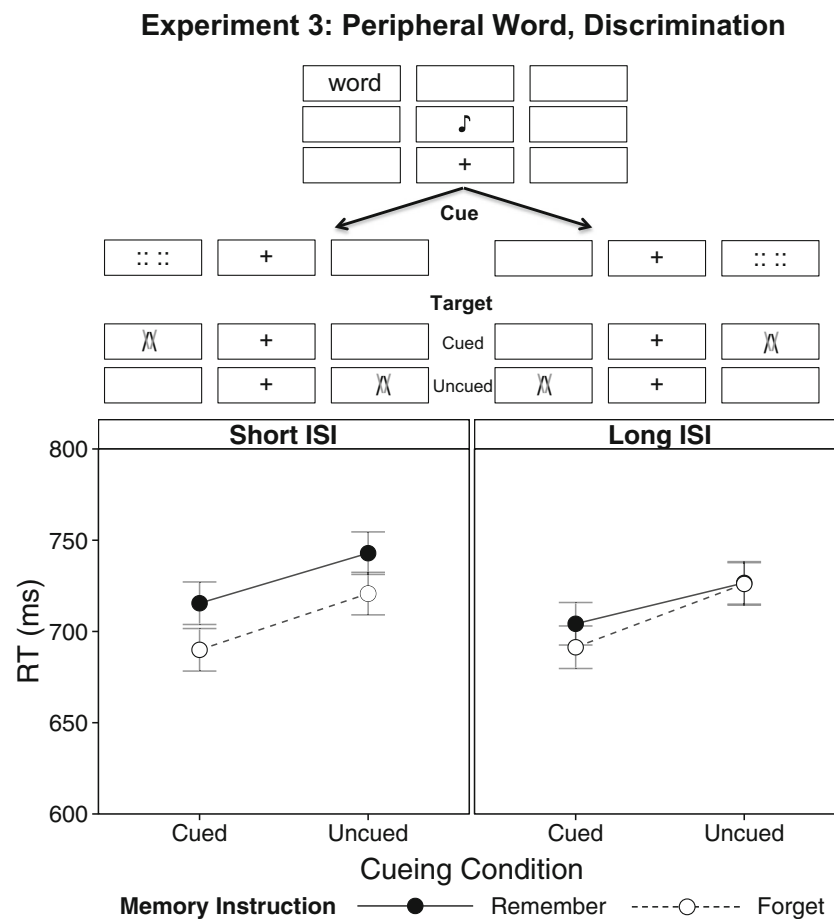 Experiment 3: Peripheral Word, Discrimination
word
♪
+
Cue
:: :: + + :: ::
Target
+ Cued +
+ Uncued +
Short ISI Long ISI
800
750
700
650
600
RT (ms)
Cued Uncued Cued Uncued
Cueing Condition
Memory Instruction Remember Forget